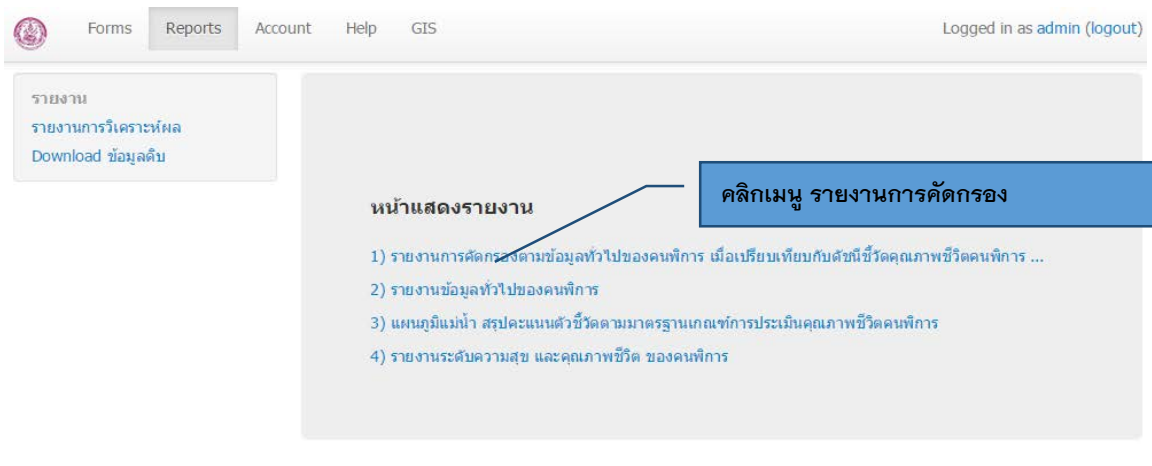 Forms Reports Account Help GIS Logged in as admin (logout)
รายงาน
รายงานการวิเคราะห์ผล
Download ข้อมูลดิบ
คลิกเมนู รายงานการคัดกรอง
หน้าแสดงรายงาน
1) รายงานการคัดกรองตามข้อมูลทั่วไปของคนพิการ เมื่อเปรียบเทียบกับดัชนีชี้วัดคุณภาพชีวิตคนพิการ ...
2) รายงานข้อมูลทั่วไปของคนพิการ
3) แผนภูมิแม่น้ำ สรุปคะแนนตัวชี้วัดตามมาตรฐานเกณฑ์การประเมินคุณภาพชีวิตคนพิการ
4) รายงานระดับความสุข และคุณภาพชีวิต ของคนพิการ